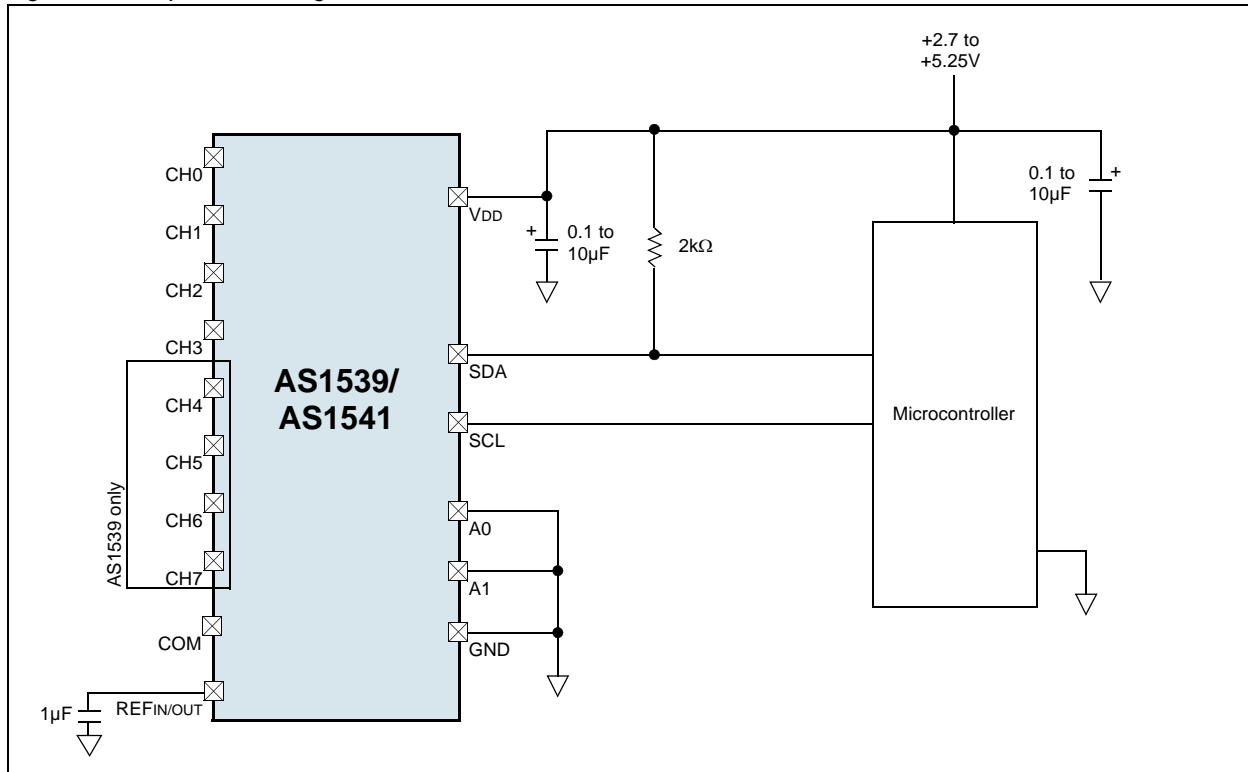 +2.7 to
+5.25V
CH0
CH1
CH2
CH3
CH4
CH5
CH6
CH7
AS1539 only
COM
REFIN/OUT
1µF
AS1539/
AS1541
VDD
SDA
SCL
A0
A1
GND
+
0.1 to
10µF
2kΩ
Microcontroller
0.1 to
10µF
+